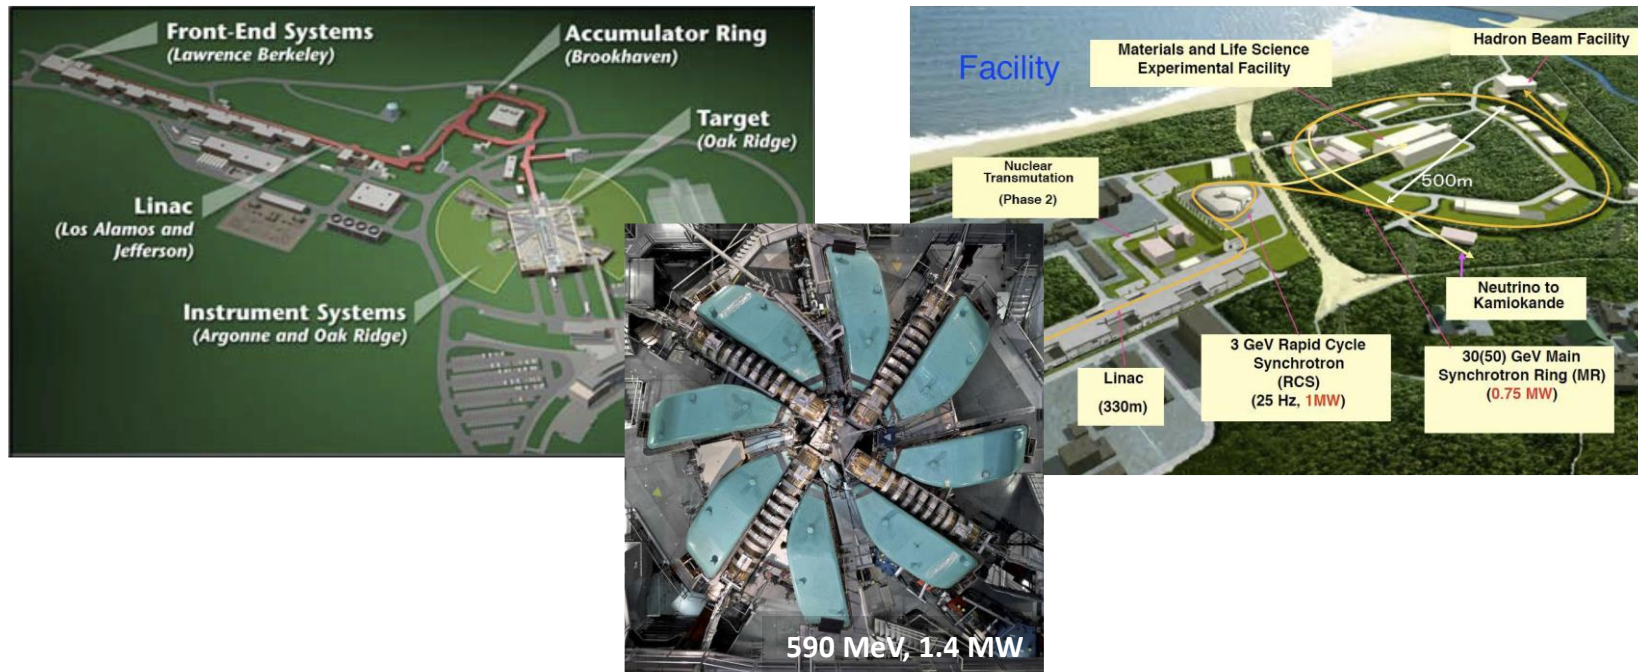 Front-End Systems
(Lawrence Berkeley)
Accumulator Ring
(Brookhaven)
Target
(Oak Ridge)
Linac
(Los Alamos and
Jefferson)
Instrument Systems
(Argonne and Oak Ridge)
590 MeV, 1.4 MW
Facility
Materials and Life Science
Experimental Facility
Hadron Beam Facility
Nuclear
Transmutation
(Phase 2)
500m
Neutrino to
Kamiokande
Linac
(330m)
3 GeV Rapid Cycle
Synchrotron
(RCS)
(25 Hz, 1MW)
30(50) GeV Main
Synchrotron Ring (MR)
(0.75 MW)